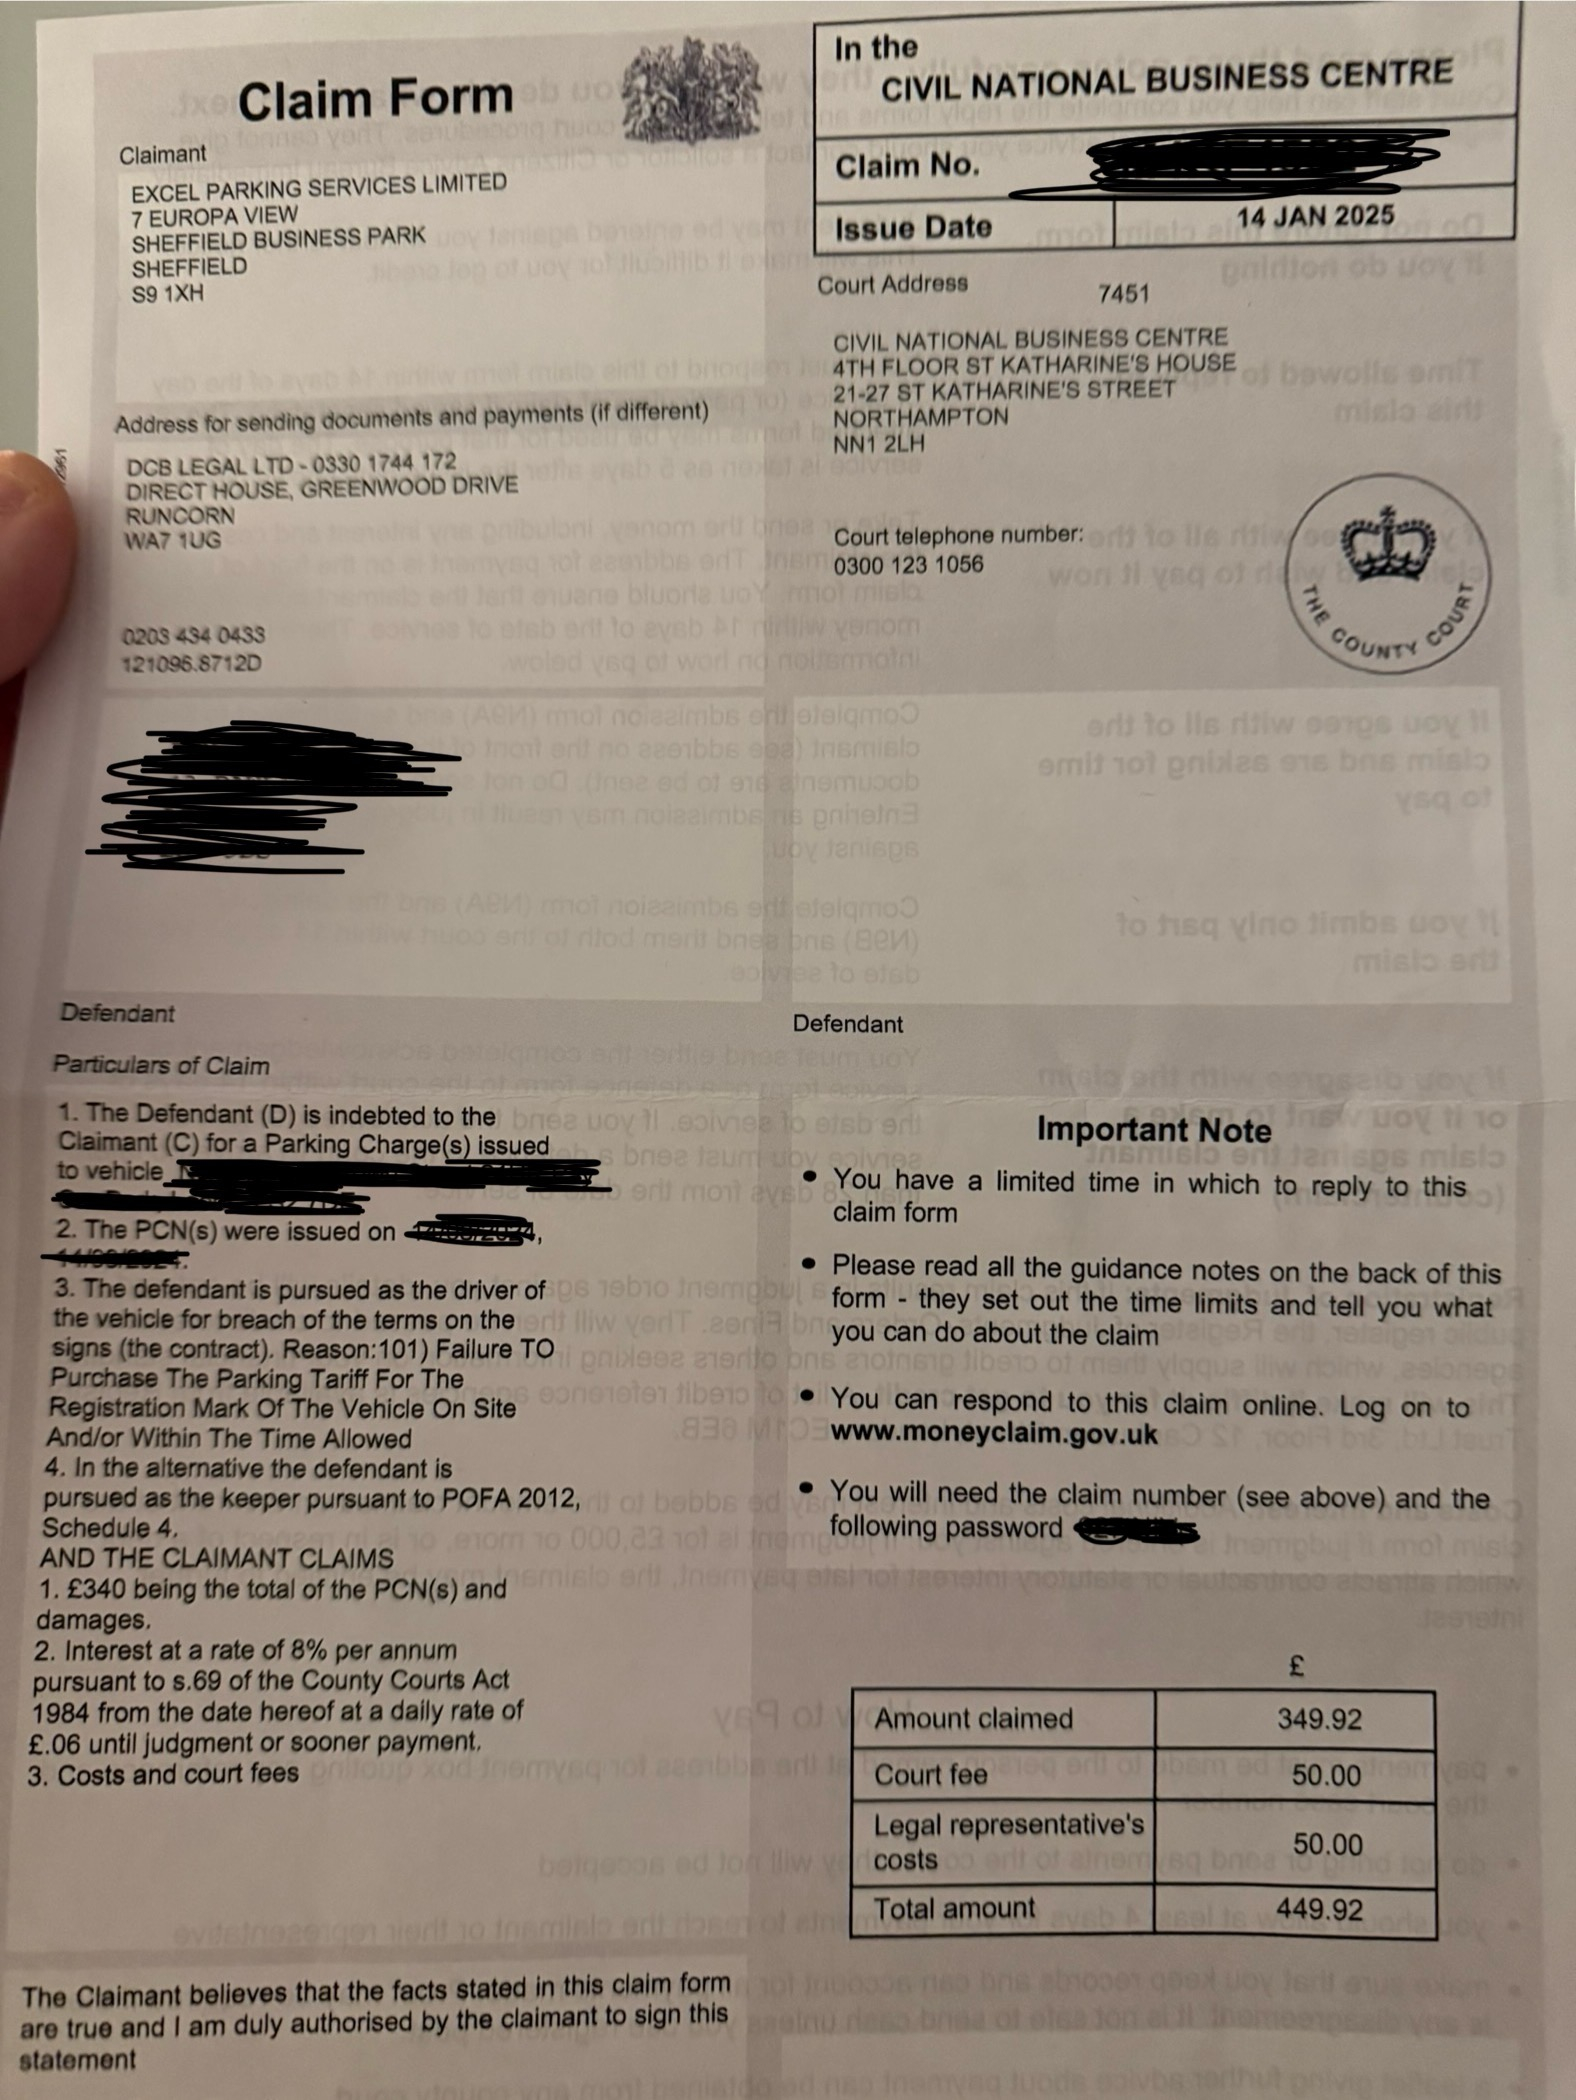 Claim Form
In the
CIVIL NATIONAL BUSINESS CENTRE
Claim No.
Issue Date
14 JAN 2025
Claimant
EXCEL PARKING SERVICES LIMITED
7 EUROPA VIEW
SHEFFIELD BUSINESS PARK
SHEFFIELD
S9 1XH
Court Address
7451
CIVIL NATIONAL BUSINESS CENTRE
4TH FLOOR ST KATHARINE'S HOUSE
21-27 ST KATHARINE'S STREET
NORTHAMPTON
NN1 2LH
Address for sending documents and payments (if different)
DCB LEGAL LTD - 0330 1744 172
DIRECT HOUSE, GREENWOOD DRIVE
RUNCORN
WA7 1UG
Court telephone number:
0300 123 1056
THE COUNTY COURT
0203 434 0433
121096.8712D
Defendant
Defendant
Particulars of Claim
1. The Defendant (D) is indebted to the
Claimant (C) for a Parking Charge(s) issued
to vehicle
2. The PCN(s) were issued on
3. The defendant is pursued as the driver of
the vehicle for breach of the terms on the
signs (the contract). Reason:101) Failure TO
Purchase The Parking Tariff For The
Registration Mark Of The Vehicle On Site
And/or Within The Time Allowed
4. In the alternative the defendant is
pursued as the keeper pursuant to POFA 2012,
Schedule 4.
AND THE CLAIMANT CLAIMS
1. £340 being the total of the PCN(s) and
damages.
2. Interest at a rate of 8% per annum
pursuant to s.69 of the County Courts Act
1984 from the date hereof at a daily rate of
£.06 until judgment or sooner payment.
3. Costs and court fees
Important Note
• You have a limited time in which to reply to this
claim form
• Please read all the guidance notes on the back of this
form - they set out the time limits and tell you what
you can do about the claim
• You can respond to this claim online. Log on to
www.moneyclaim.gov.uk
• You will need the claim number (see above) and the
following password
£
Amount claimed 349.92
Court fee 50.00
Legal representative's
costs 50.00
Total amount 449.92
The Claimant believes that the facts stated in this claim form
are true and I am duly authorised by the claimant to sign this
statement